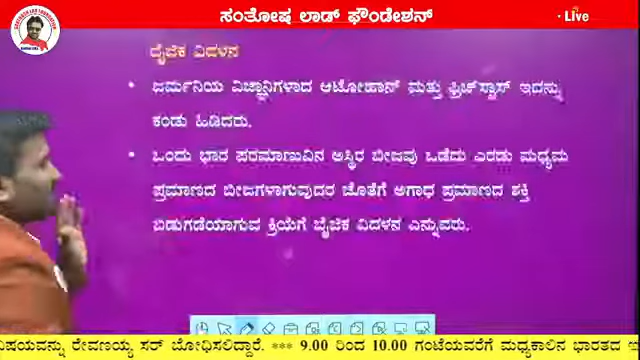 ಸಂತೋಷ ಲಾಡ್ ಫೌಂಡೇಶನ್
· Live
ಬೈಜಿಕ ವಿದಳನ
• ಜರ್ಮನಿಯ ವಿಜ್ಞಾನಿಗಳಾದ ಆಟೋಹಾನ್ ಮತ್ತು ಫ್ರಿಟ್‌ಸ್ಟ್ರಾಸ್ ಇದನ್ನು
ಕಂಡು ಹಿಡಿದರು.
• ಒಂದು ಭಾರ ಪರಮಾಣುವಿನ ಅಸ್ಥಿರ ಬೀಜವು ಒಡೆದು ಎರಡು ಮಧ್ಯಮ
ಪ್ರಮಾಣದ ಬೀಜಗಳಾಗುವುದರ ಜೊತೆಗೆ ಅಗಾಧ ಪ್ರಮಾಣದ ಶಕ್ತಿ
ಬಿಡುಗಡೆಯಾಗುವ ಕ್ರಿಯೆಗೆ ಬೈಜಿಕ ವಿದಳನ ಎನ್ನುವರು.
ವಿಷಯವನ್ನು ರೇವಣಯ್ಯ ಸರ್ ಬೋಧಿಸಲಿದ್ದಾರೆ. *** 9.00 ರಿಂದ 10.00 ಗಂಟೆಯವರೆಗೆ ಮಧ್ಯಕಾಲಿನ ಭಾರತದ ಇ